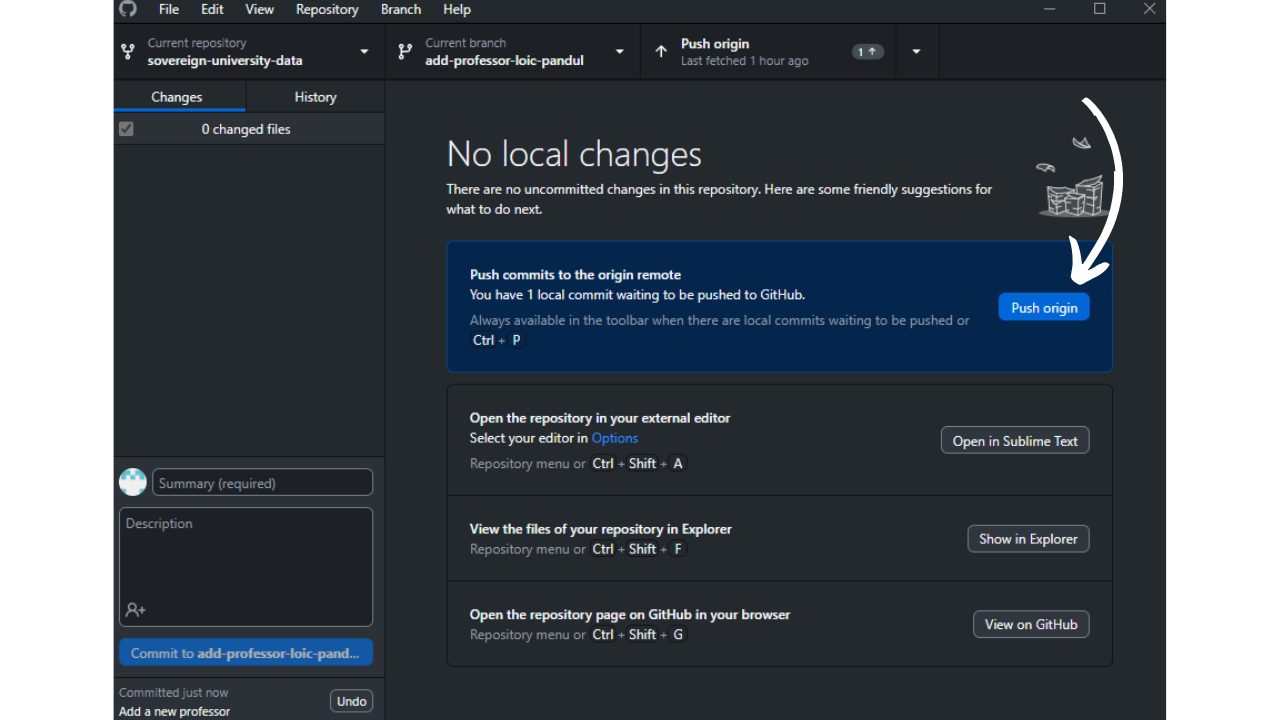 File Edit View Repository Branch Help
Current repository
sovereign-university-data
Current branch
add-professor-loic-pandul
Push origin
Last fetched 1 hour ago
1
Changes
History
0 changed files
No local changes
There are no uncommitted changes in this repository. Here are some friendly suggestions for
what to do next.
Push commits to the origin remote
You have 1 local commit waiting to be pushed to GitHub.
Always available in the toolbar when there are local commits waiting to be pushed or
Ctrl + P
Push origin
Open the repository in your external editor
Select your editor in Options
Repository menu or Ctrl + Shift + A
Open in Sublime Text
View the files of your repository in Explorer
Repository menu or Ctrl + Shift + F
Show in Explorer
Open the repository page on GitHub in your browser
Repository menu or Ctrl + Shift + G
View on GitHub
Summary (required)
Description
Commit to add-professor-loic-pand...
Committed just now
Add a new professor
Undo